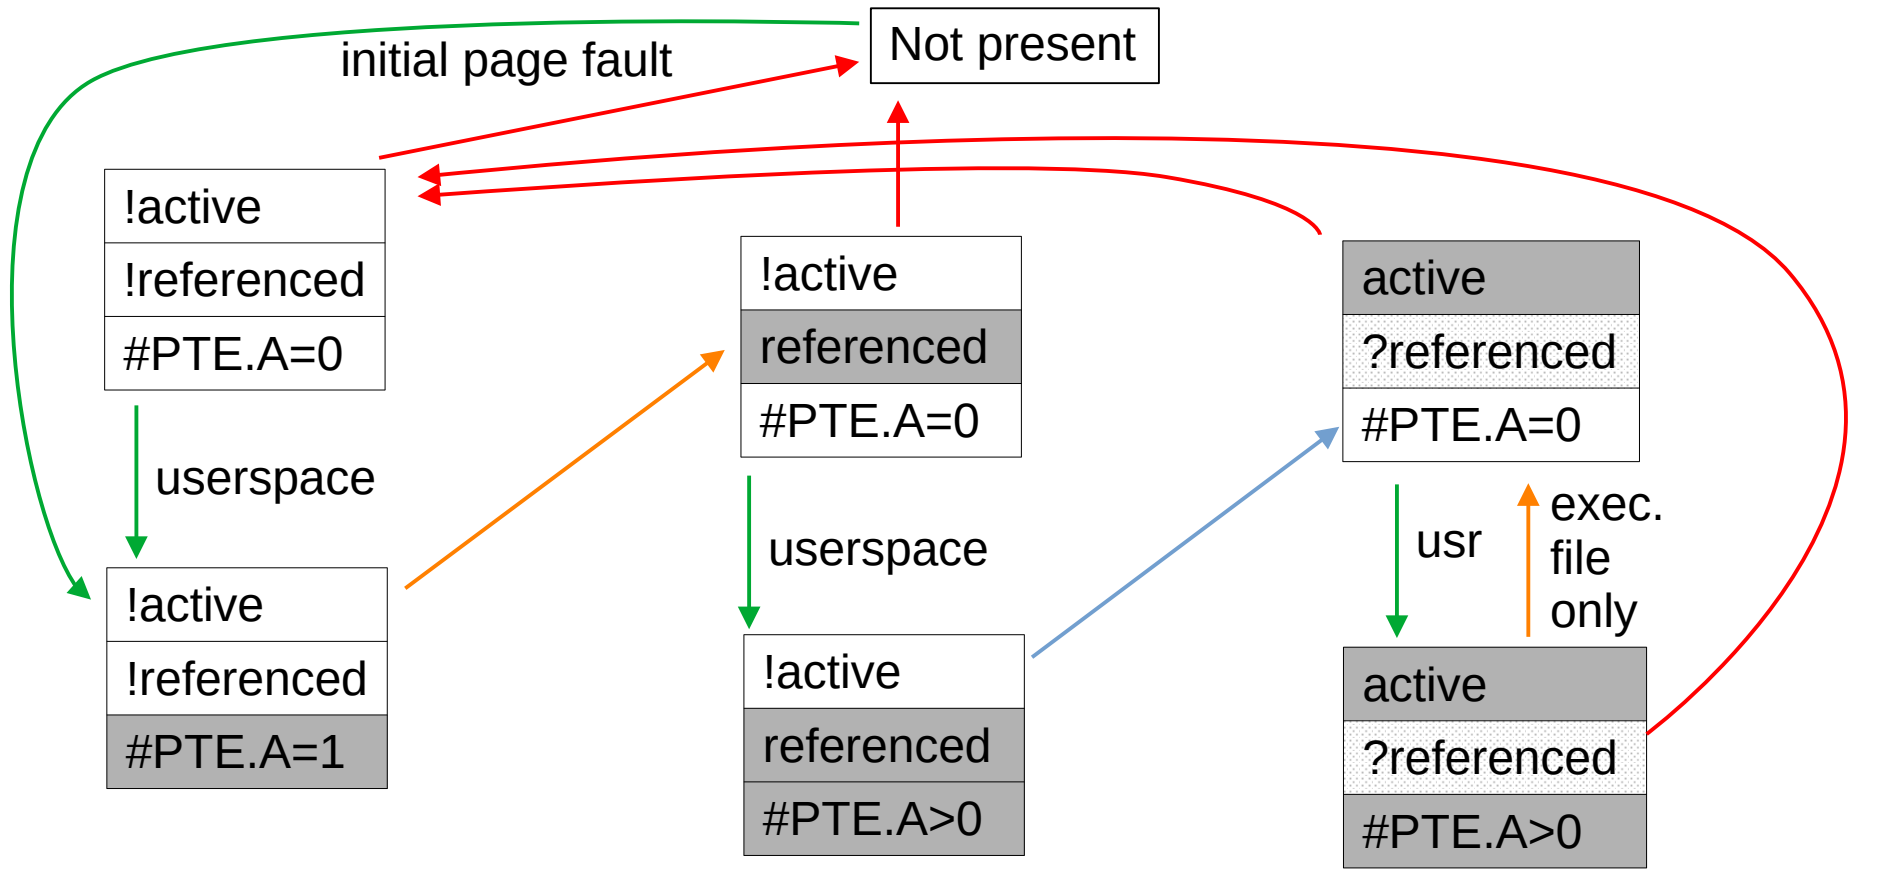 Not present
initial page fault
!active
!referenced
#PTE.A=0
userspace
!active
!referenced
#PTE.A=1
!active
referenced
#PTE.A=0
userspace
!active
referenced
#PTE.A>0
active
?referenced
#PTE.A=0
usr
exec.
file
only
active
?referenced
#PTE.A>0